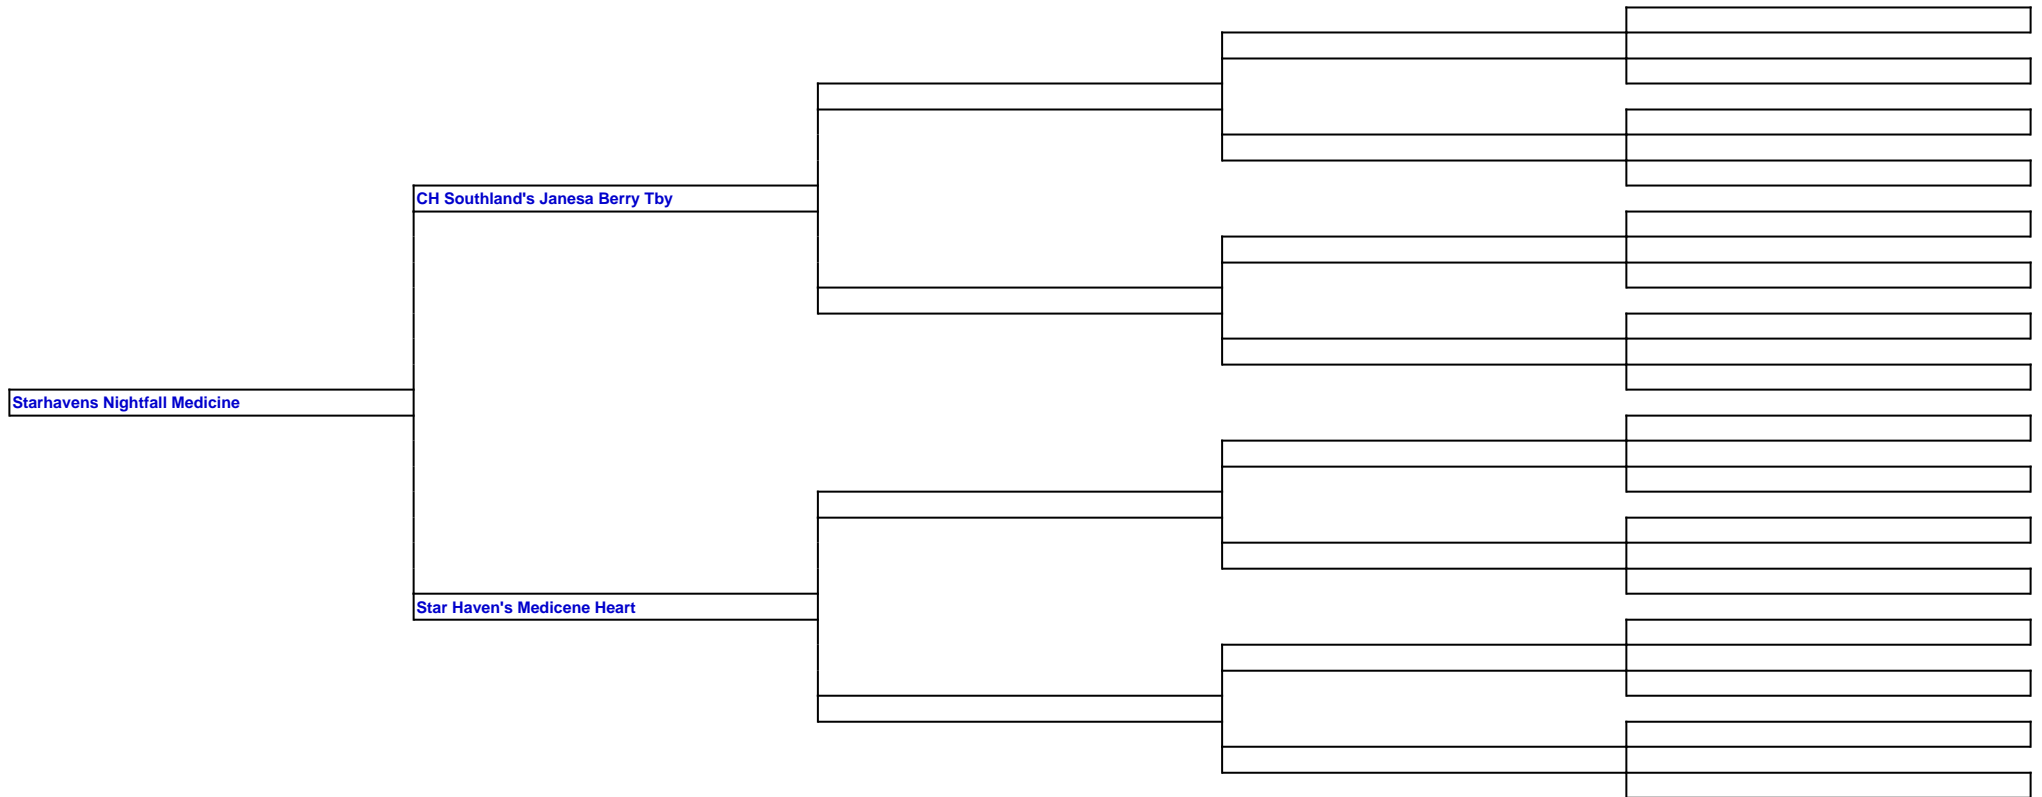 CH Southland's Janesa Berry Tby
Starhavens Nightfall Medicine
Star Haven's Medicene Heart